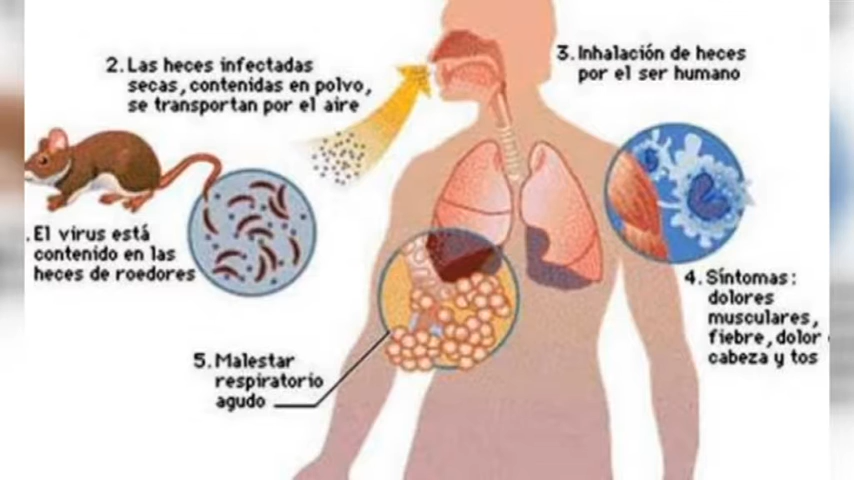 .El virus está
contenido en las
heces de roedores
2.Las heces infectadas
secas, contenidas en polvo,
se transportan por el aire
3.Inhalación de heces
por el ser humano
4.Síntomas:
dolores
musculares,
fiebre, dolor
cabeza y tos
5.Malestar
respiratorio
agudo